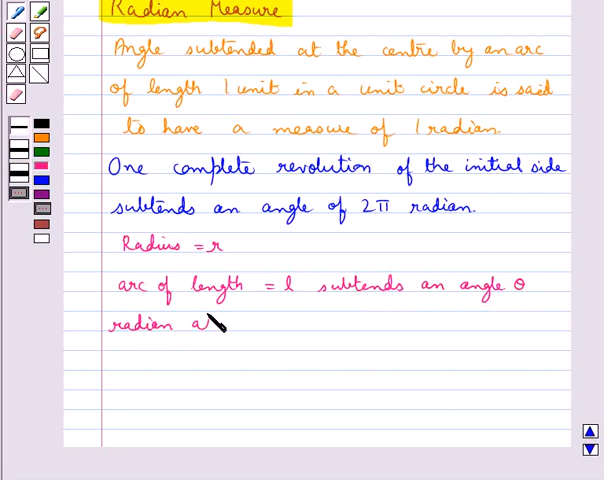 Radian Measure
Angle subtended at the centre by an arc
of length 1 unit in a unit circle is said
to have a measure of 1 radian.
One complete revolution of the initial side
subtends an angle of 2π radian.
Radius = r
arc of length = l subtends an angle θ
radian a